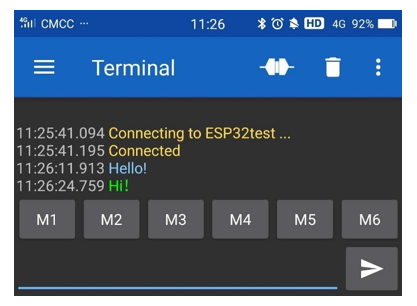 4G CMCC ··· 11:26 HD 4G 92%
Terminal
11:25:41.094 Connecting to ESP32test ...
11:25:41.195 Connected
11:26:11.913 Hello!
11:26:24.759 Hi!
M1 M2 M3 M4 M5 M6